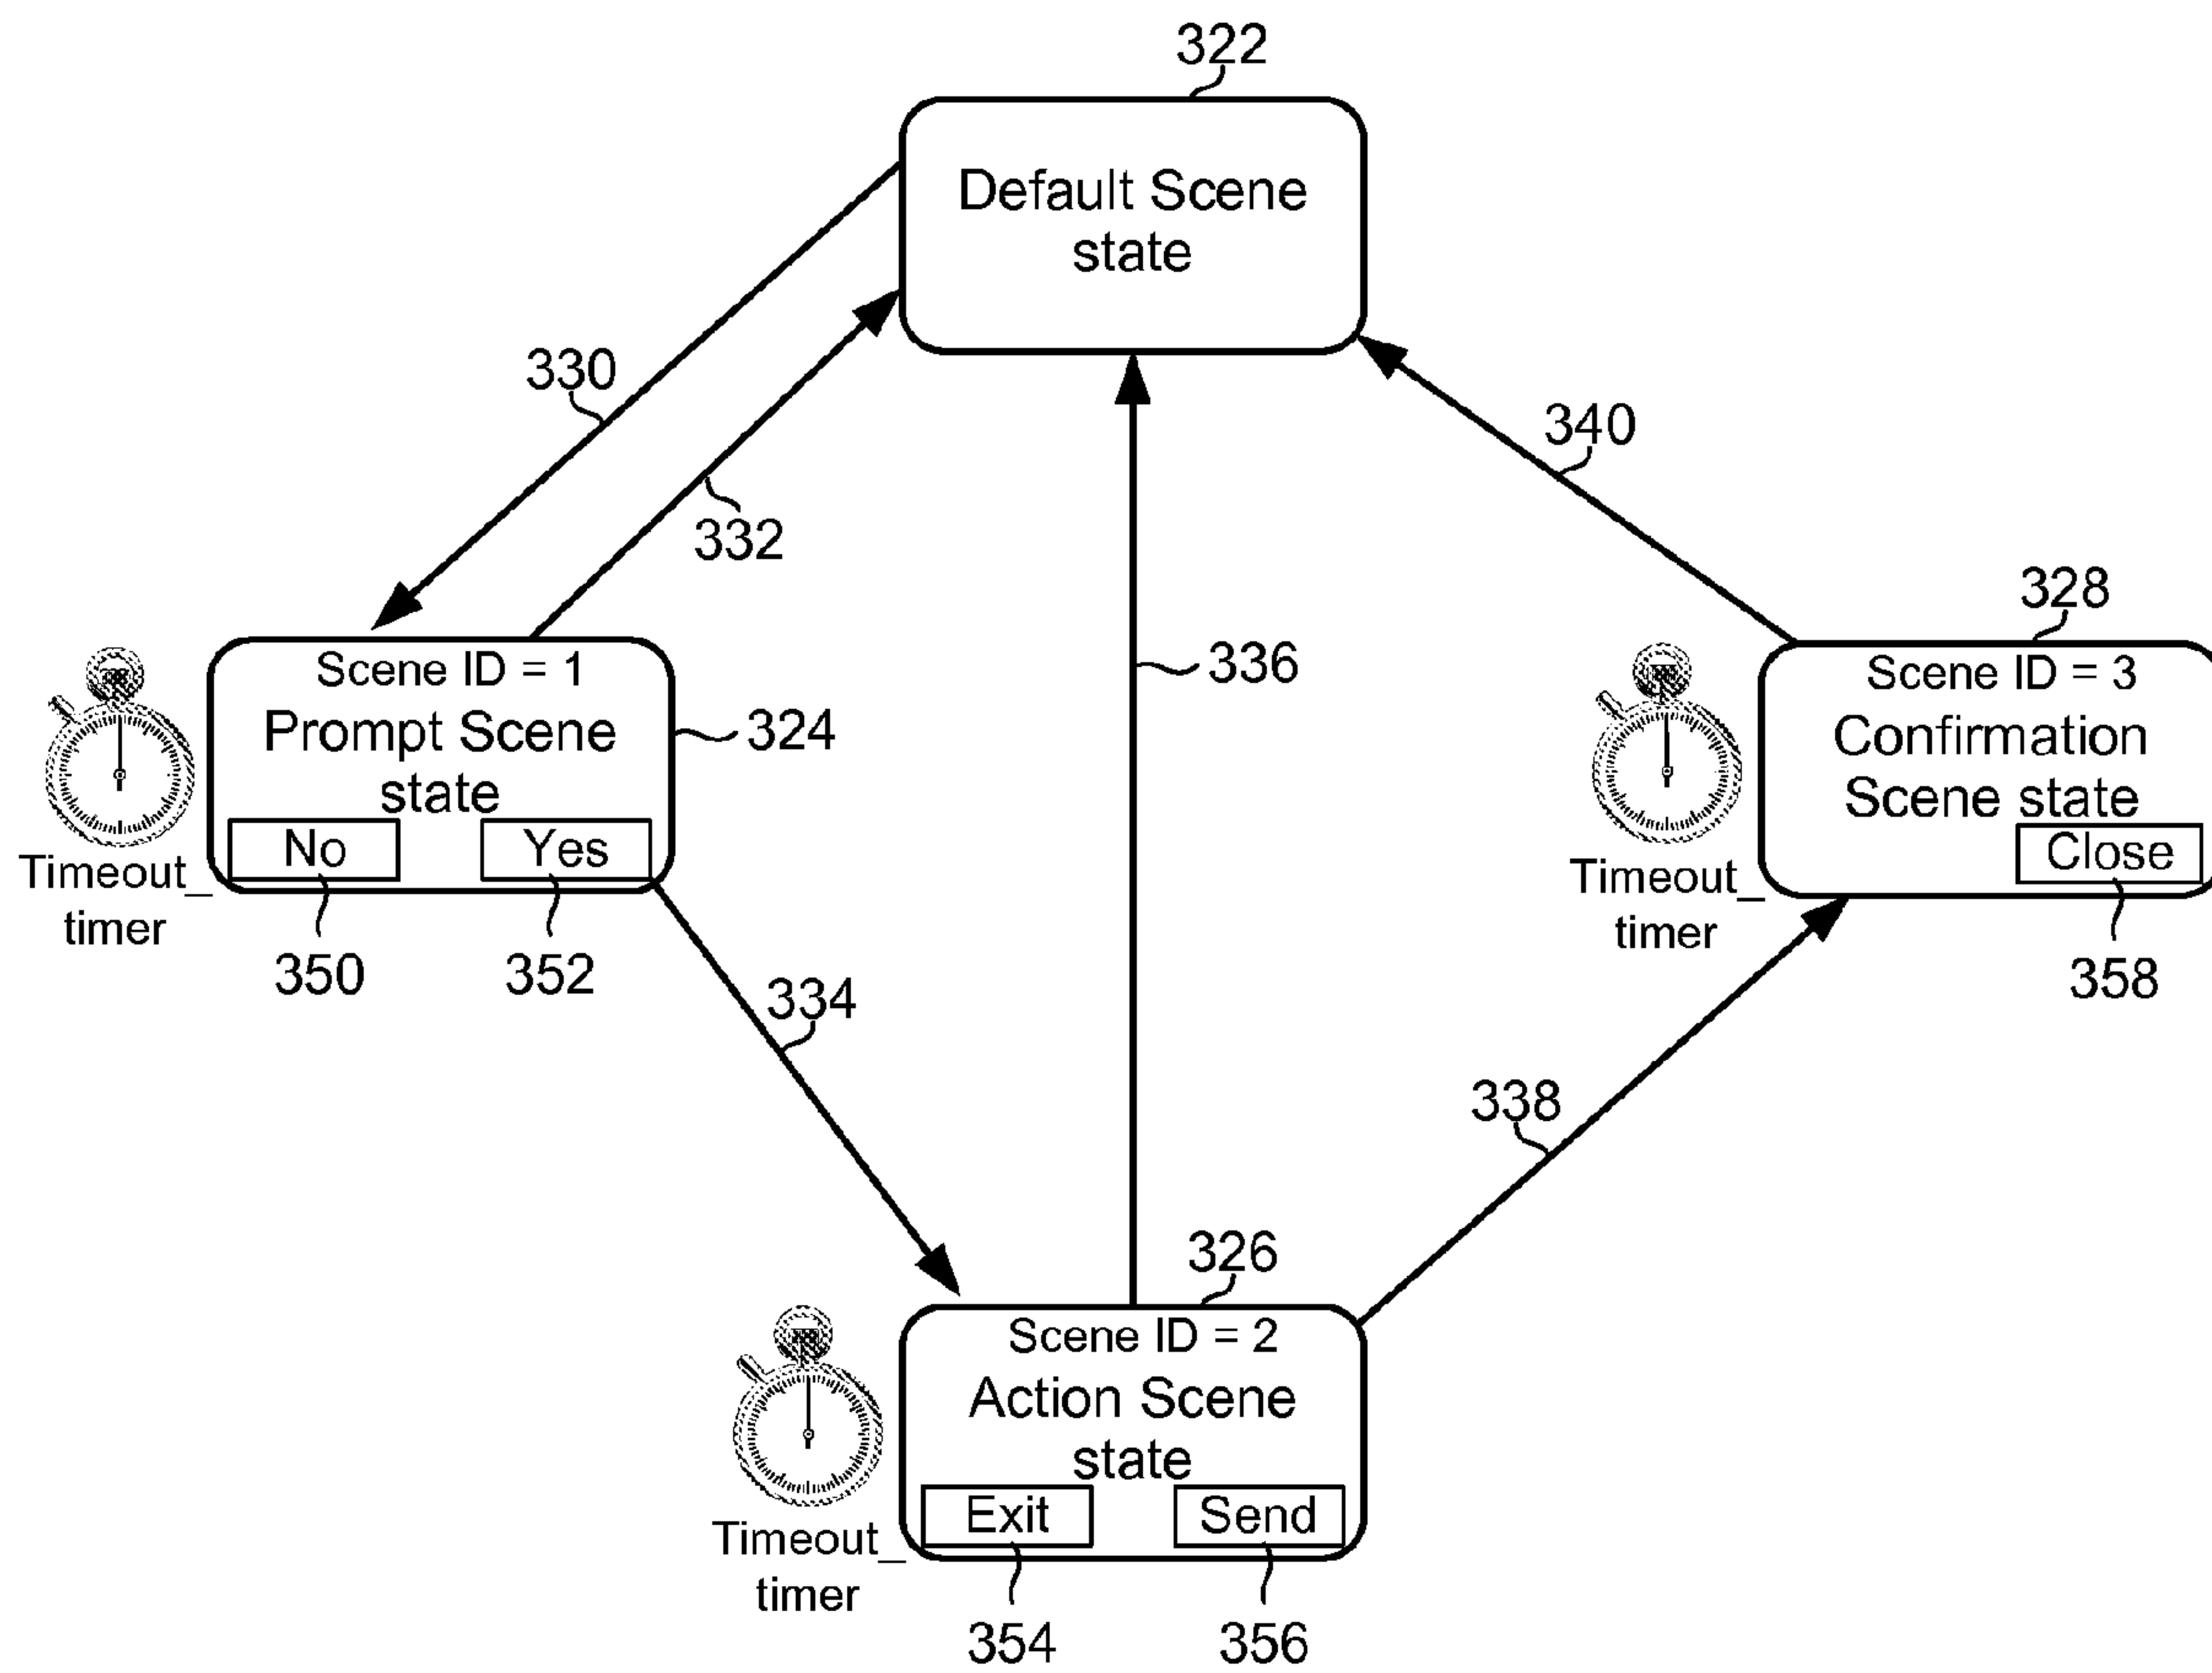 322
Default Scene
state
330
332
340
336
328
Scene ID = 1
Prompt Scene
state
No
Yes
324
Timeout_
timer
350
352
Scene ID = 3
Confirmation
Scene state
Close
Timeout_
timer
358
334
338
326
Scene ID = 2
Action Scene
state
Exit
Send
Timeout_
timer
354
356